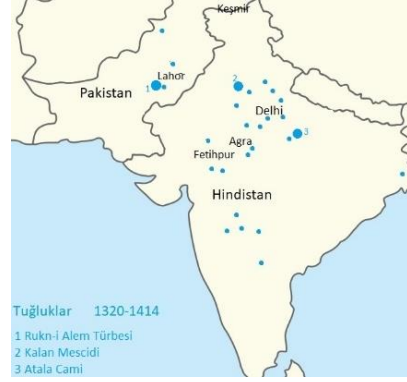 Keşmir
Lahor
1
Pakistan
2
Delhi
3
Agra
Fetihpur
Hindistan
Tuğluklar 1320-1414
1 Rukn-i Alem Türbesi
2 Kalan Mescidi
3 Atala Cami